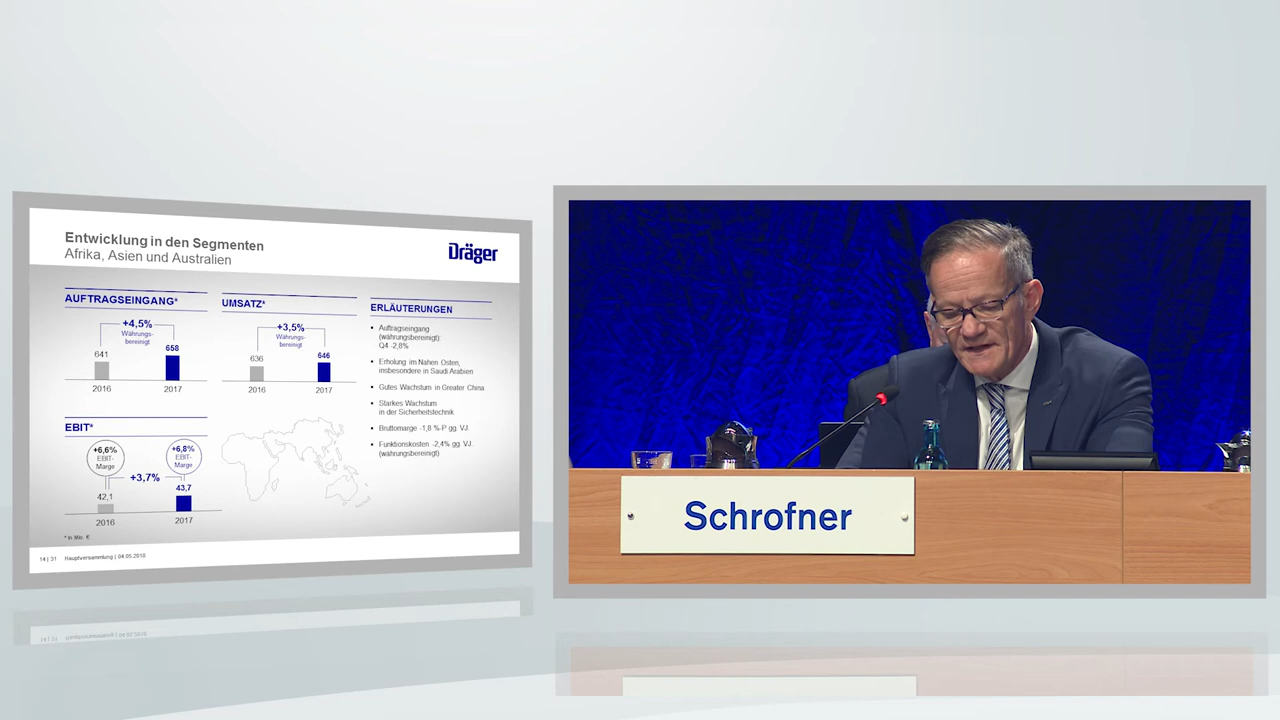 Entwicklung in den Segmenten
Afrika, Asien und Australien
Dräger
AUFTRAGSEINGANG*
+4,5%
Währungs-
bereinigt
641
658
2016
2017
UMSATZ*
+3,5%
Währungs-
bereinigt
636
646
2016
2017
ERLÄUTERUNGEN
Auftragseingang
(währungsbereinigt):
Q4 -2,8%
Erholung im Nahen Osten,
insbesondere in Saudi Arabien
Gutes Wachstum in Greater China
Starkes Wachstum
in der Sicherheitstechnik
Bruttomarge -1,8 %-P gg. VJ.
Funktionskosten -2,4% gg. VJ.
(währungsbereinigt)
EBIT*
+6,6%
EBIT-
Marge
+6,8%
EBIT-
Marge
+3,7%
42,1
43,7
2016
2017
* in Mio. €
14 | 31 Hauptversammlung | 04.05.2018
Schrofner